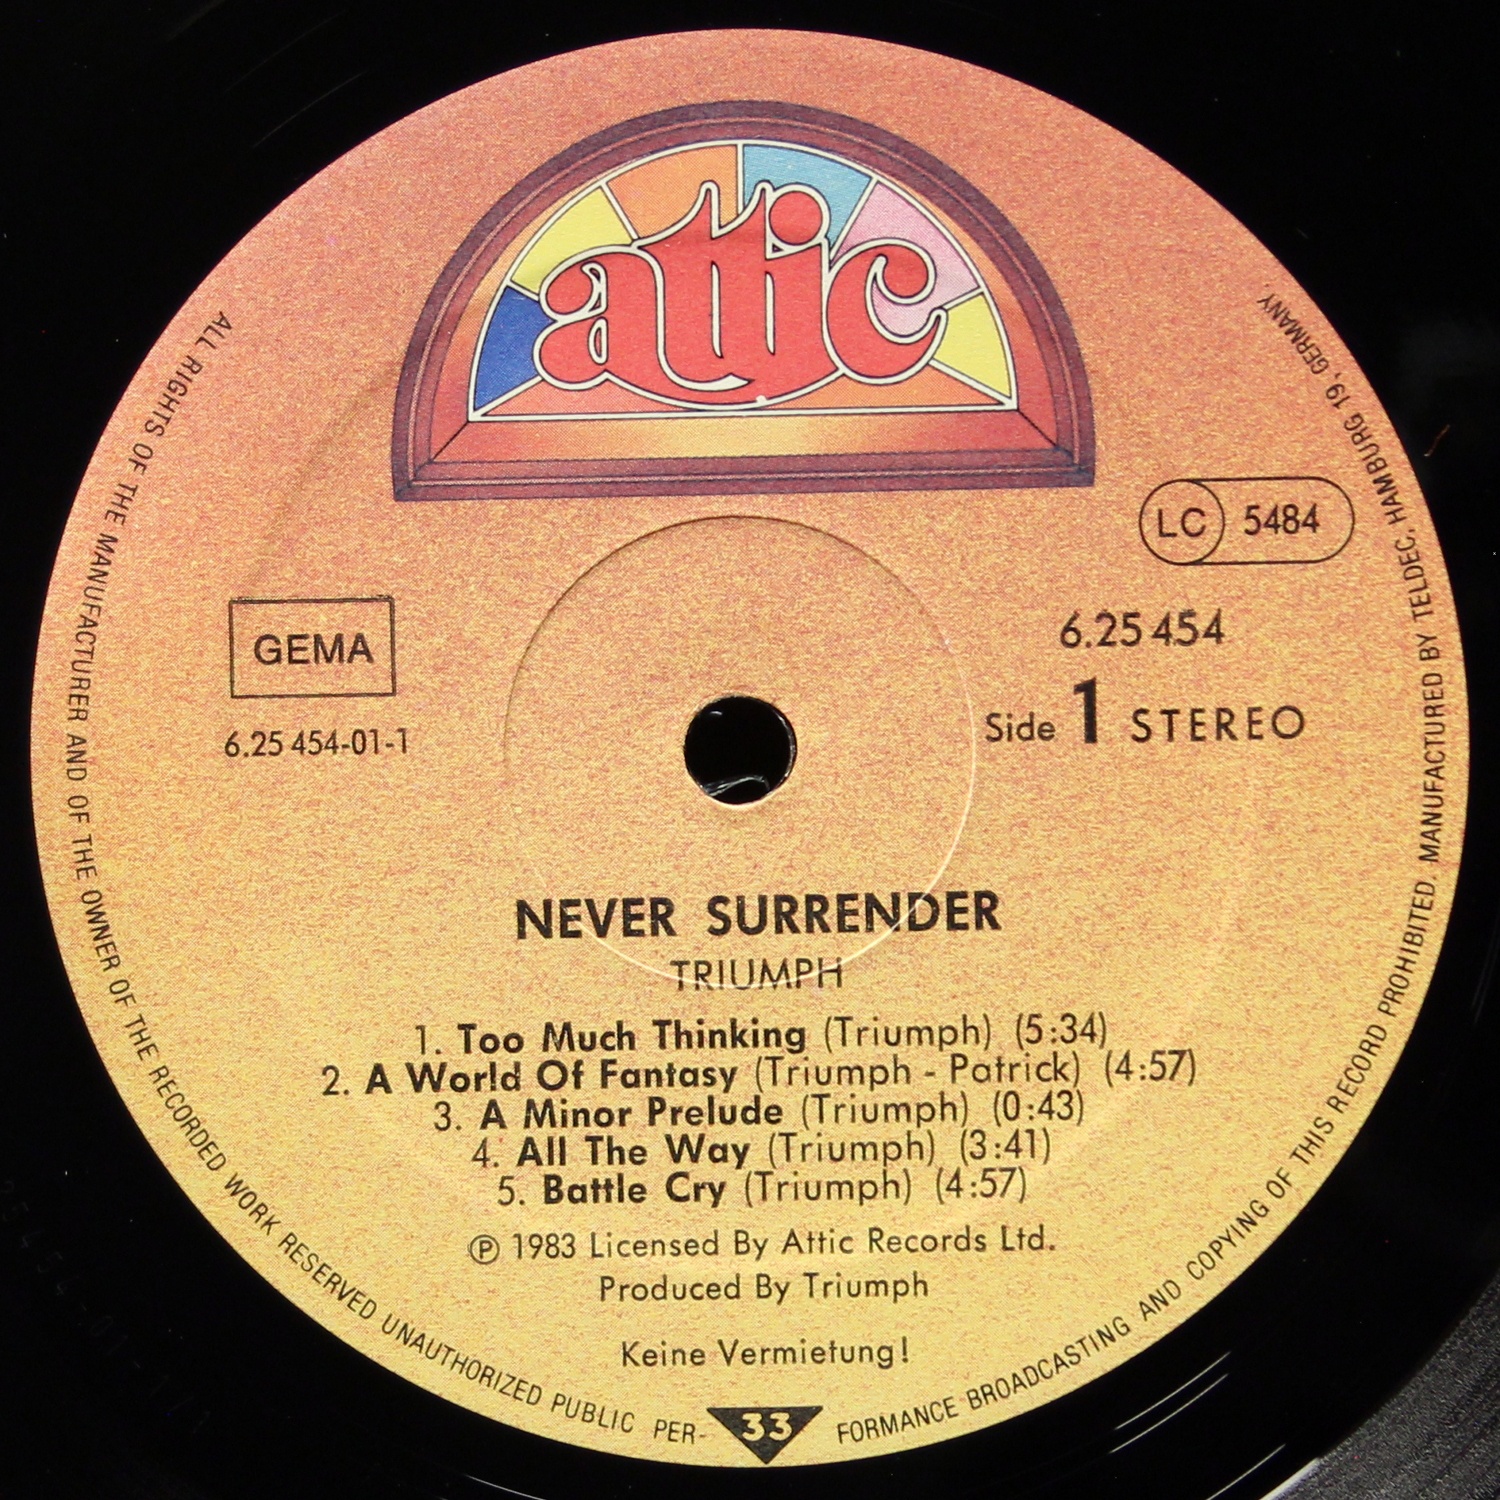 attic
LC 5484
GEMA
6.25 454
6.25 454-01-1
Side 1 STEREO
NEVER SURRENDER
TRIUMPH
1. Too Much Thinking (Triumph) (5:34)
2. A World Of Fantasy (Triumph - Patrick) (4:57)
3. A Minor Prelude (Triumph) (0:43)
4. All The Way (Triumph) (3:41)
5. Battle Cry (Triumph) (4:57)
℗ 1983 Licensed By Attic Records Ltd.
Produced By Triumph
Keine Vermietung!
33
ALL RIGHTS OF THE MANUFACTURER AND OF THE OWNER OF THE RECORDED WORK RESERVED UNAUTHORIZED PUBLIC PER-FORMANCE BROADCASTING AND COPYING OF THIS RECORD PROHIBITED. MANUFACTURED BY TELDEC, HAMBURG 19, GERMANY.